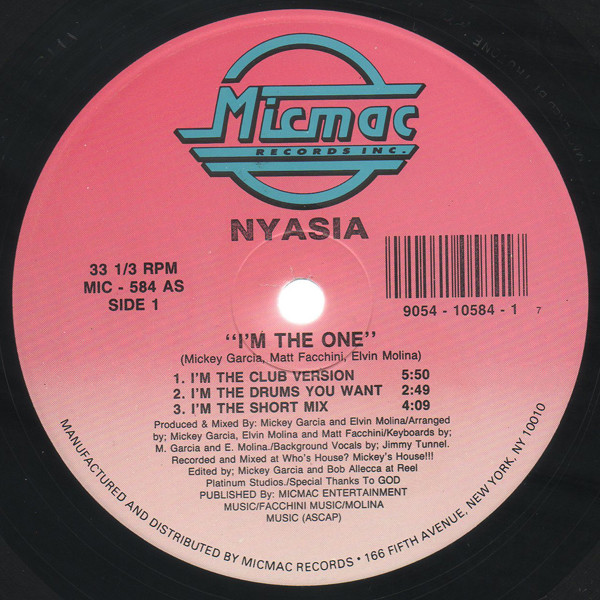 Micmac
RECORDS INC.
NYASIA
33 1/3 RPM
MIC - 584 AS
SIDE 1
9054 - 10584 - 1 7
"I'M THE ONE"
(Mickey Garcia, Matt Facchini, Elvin Molina)
1. I'M THE CLUB VERSION 5:50
2. I'M THE DRUMS YOU WANT 2:49
3. I'M THE SHORT MIX 4:09
Produced & Mixed By: Mickey Garcia and Elvin Molina/Arranged
by; Mickey Garcia, Elvin Molina and Matt Facchini/Keyboards by;
M. Garcia and E. Molina./Background Vocals by; Jimmy Tunnel.
Recorded and Mixed at Who's House? Mickey's House!!!
Edited by; Mickey Garcia and Bob Allecca at Reel
Platinum Studios./Special Thanks To GOD
PUBLISHED By: MICMAC ENTERTAINMENT
MUSIC/FACCHINI MUSIC/MOLINA
MUSIC (ASCAP)
MANUFACTURED AND DISTRIBUTED BY MICMAC RECORDS • 166 FIFTH AVENUE, NEW YORK, NY 10010